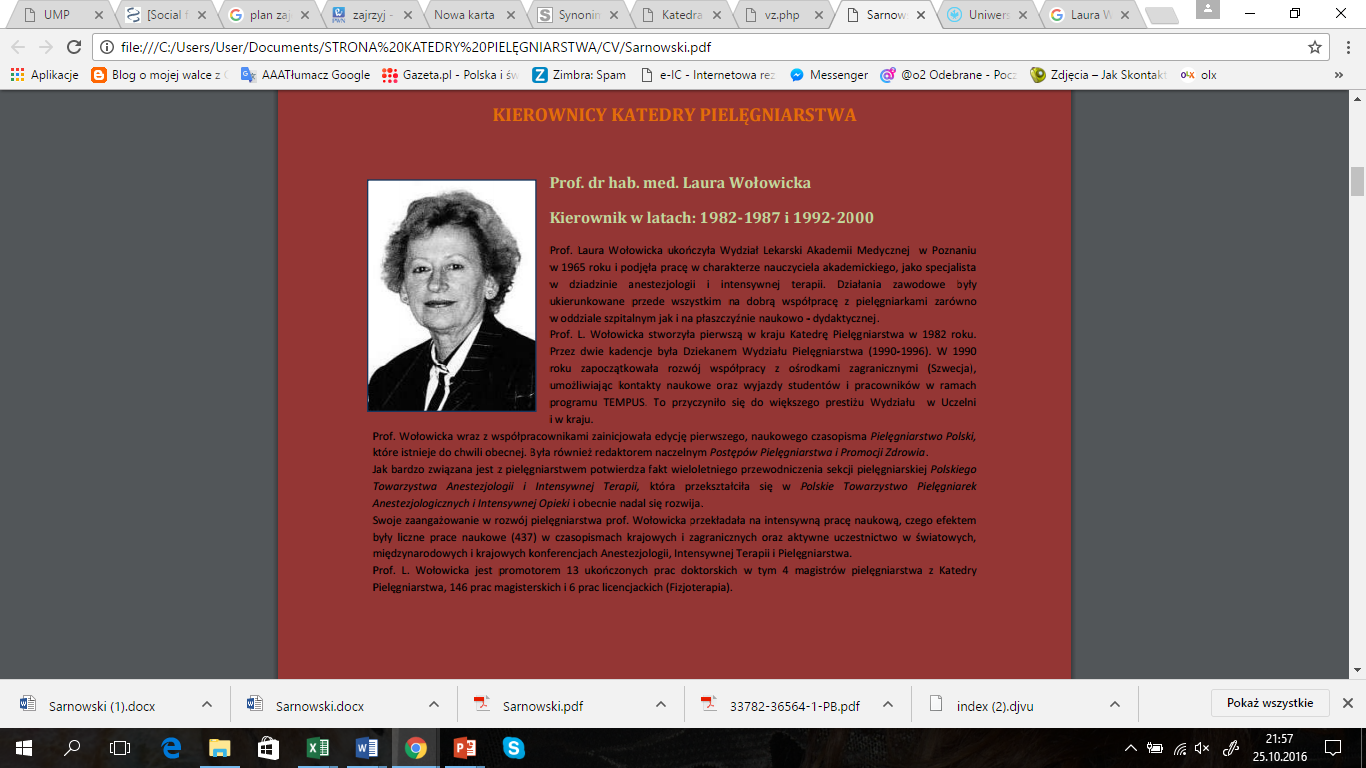 UMP
[Social f
plan zaj
zajrzyj -
Nowa karta
Synonin
Katedra
vz.php
Sarnow
Uniwers
Laura W
file:///C:/Users/User/Documents/STRONA%20KATEDRY%20PIELĘGNIARSTWA/CV/Sarnowski.pdf
Aplikacje
Blog o mojej walce z
AAATłumacz Google
Gazeta.pl - Polska i św
Zimbra: Spam
e-IC - Internetowa rez
Messenger
@o2 Odebrane - Pocz
Zdjęcia – Jak Skontakt
olx
olx
»
KIEROWNICY KATEDRY PIELĘGNIARSTWA
Prof. dr hab. med. Laura Wołowicka
Kierownik w latach: 1982-1987 i 1992-2000
Prof. Laura Wołowicka ukończyła Wydział Lekarski Akademii Medycznej w Poznaniu
w 1965 roku i podjęła pracę w charakterze nauczyciela akademickiego, jako specjalista
w dziadzinie anestezjologii i intensywnej terapii. Działania zawodowe były
ukierunkowane przede wszystkim na dobrą współpracę z pielęgniarkami zarówno
w oddziale szpitalnym jak i na płaszczyźnie naukowo - dydaktycznej.
Prof. L. Wołowicka stworzyła pierwszą w kraju Katedrę Pielęgniarstwa w 1982 roku.
Przez dwie kadencje była Dziekanem Wydziału Pielęgniarstwa (1990-1996). W 1990
roku zapoczątkowała rozwój współpracy z ośrodkami zagranicznymi (Szwecja),
umożliwiając kontakty naukowe oraz wyjazdy studentów i pracowników w ramach
programu TEMPUS. To przyczyniło się do większego prestiżu Wydziału w Uczelni
i w kraju.
Prof. Wołowicka wraz z współpracownikami zainicjowała edycję pierwszego, naukowego czasopisma Pielęgniarstwo Polski,
które istnieje do chwili obecnej. Była również redaktorem naczelnym Postępów Pielęgniarstwa i Promocji Zdrowia.
Jak bardzo związana jest z pielęgniarstwem potwierdza fakt wieloletniego przewodniczenia sekcji pielęgniarskiej Polskiego
Towarzystwa Anestezjologii i Intensywnej Terapii, która przekształciła się w Polskie Towarzystwo Pielęgniarek
Anestezjologicznych i Intensywnej Opieki i obecnie nadal się rozwija.
Swoje zaangażowanie w rozwój pielęgniarstwa prof. Wołowicka przekładała na intensywną pracę naukową, czego efektem
były liczne prace naukowe (437) w czasopismach krajowych i zagranicznych oraz aktywne uczestnictwo w światowych,
międzynarodowych i krajowych konferencjach Anestezjologii, Intensywnej Terapii i Pielęgniarstwa.
Prof. L. Wołowicka jest promotorem 13 ukończonych prac doktorskich w tym 4 magistrów pielęgniarstwa z Katedry
Pielęgniarstwa, 146 prac magisterskich i 6 prac licencjackich (Fizjoterapia).
Sarnowski (1).docx
Sarnowski.docx
Sarnowski.pdf
33782-36564-1-PB.pdf
index (2).djvu
Pokaż wszystkie
21:57
25.10.2016